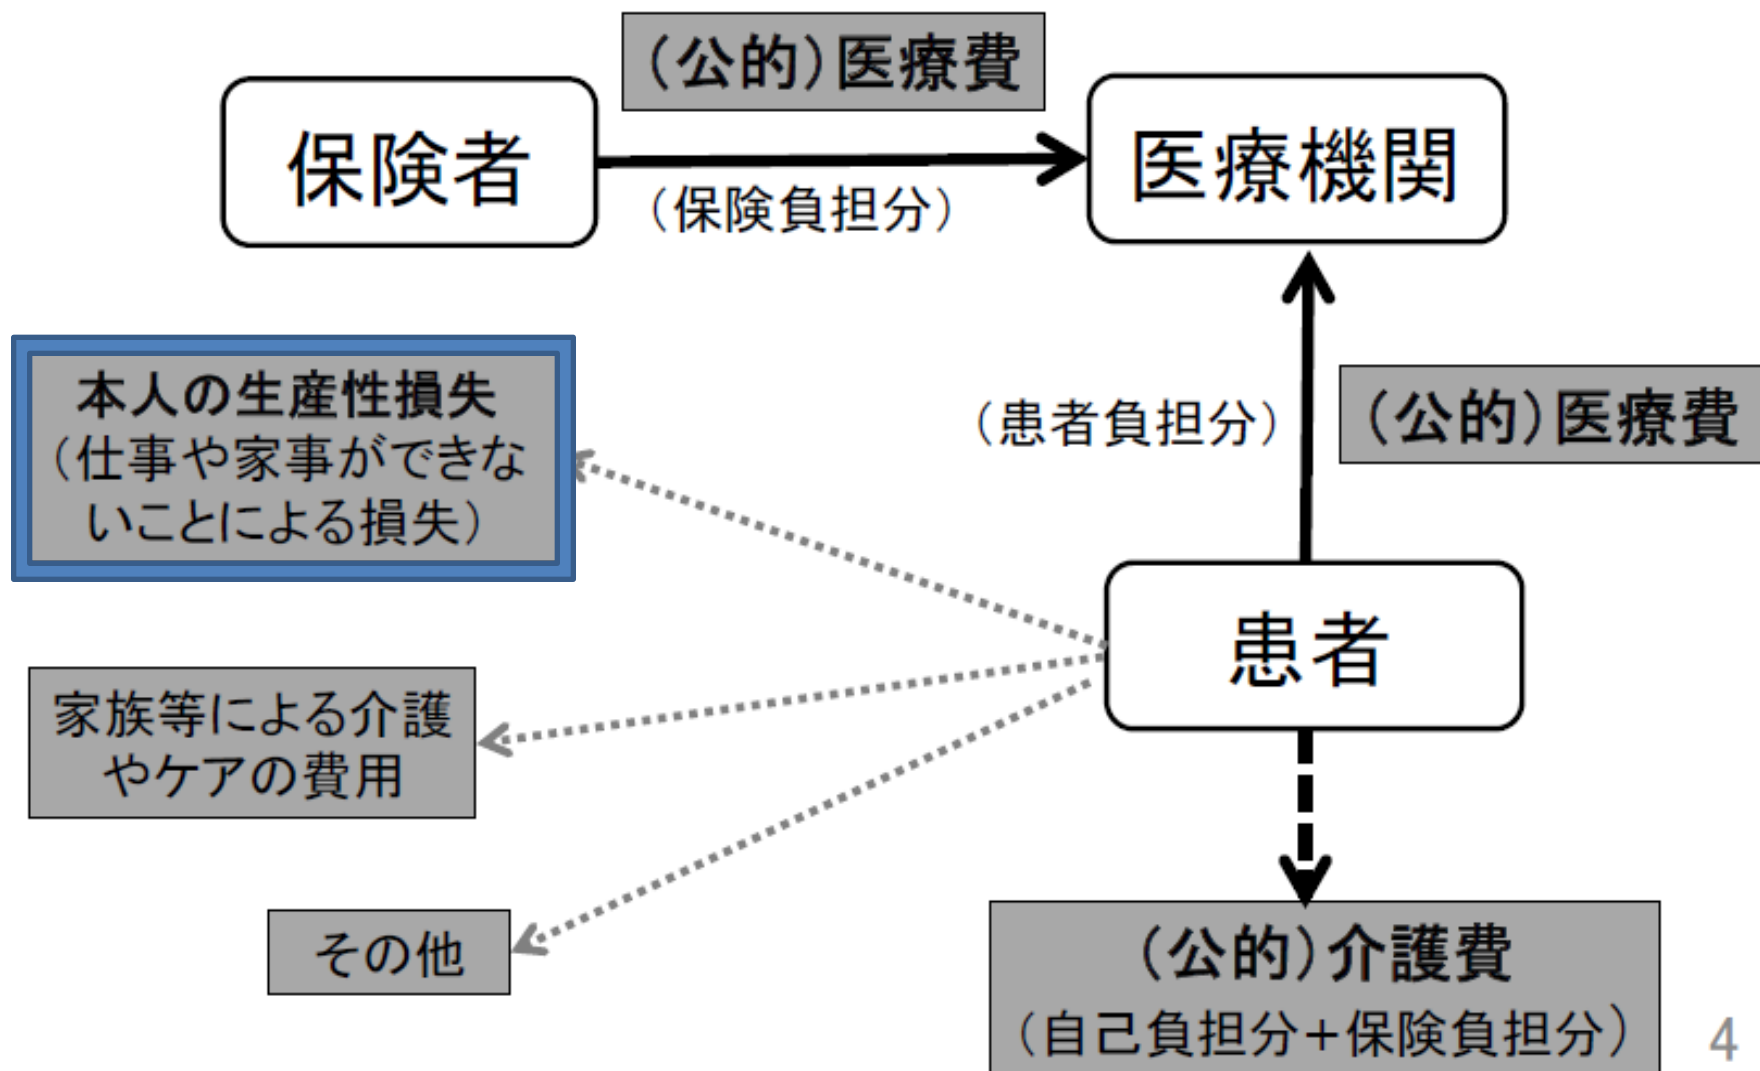 （公的）医療費
保険者
医療機関
（保険負担分）
本人の生産性損失
（仕事や家事ができな
いことによる損失）
（患者負担分）
（公的）医療費
患者
家族等による介護
やケアの費用
その他
（公的）介護費
（自己負担分+保険負担分）
4